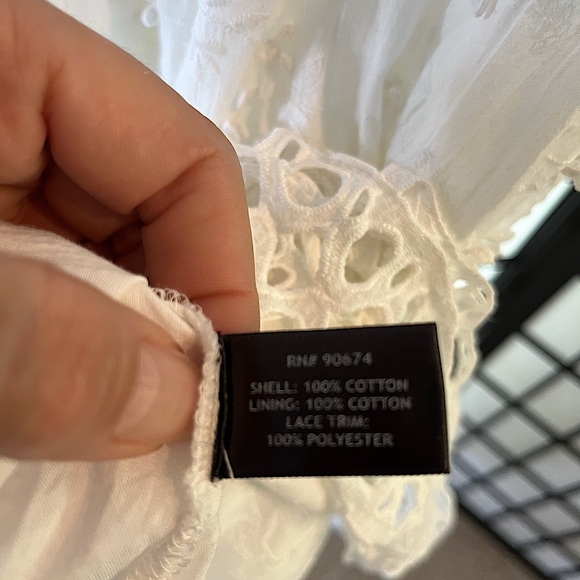 RN# 90674
SHELL: 100% COTTON
LINING: 100% COTTON
LACE TRIM:
100% POLYESTER